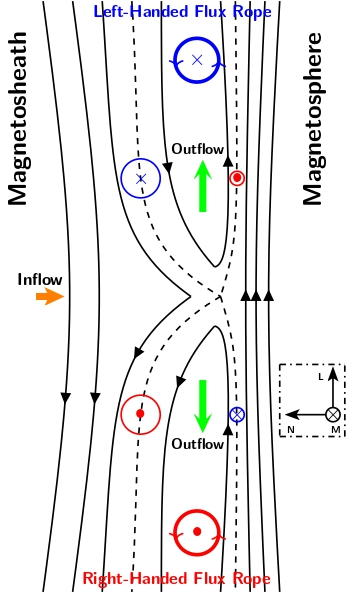 Left-Handed Flux Rope
Magnetosheath
Magnetosphere
Outflow
Inflow
L
N
M
Outflow
Right-Handed Flux Rope